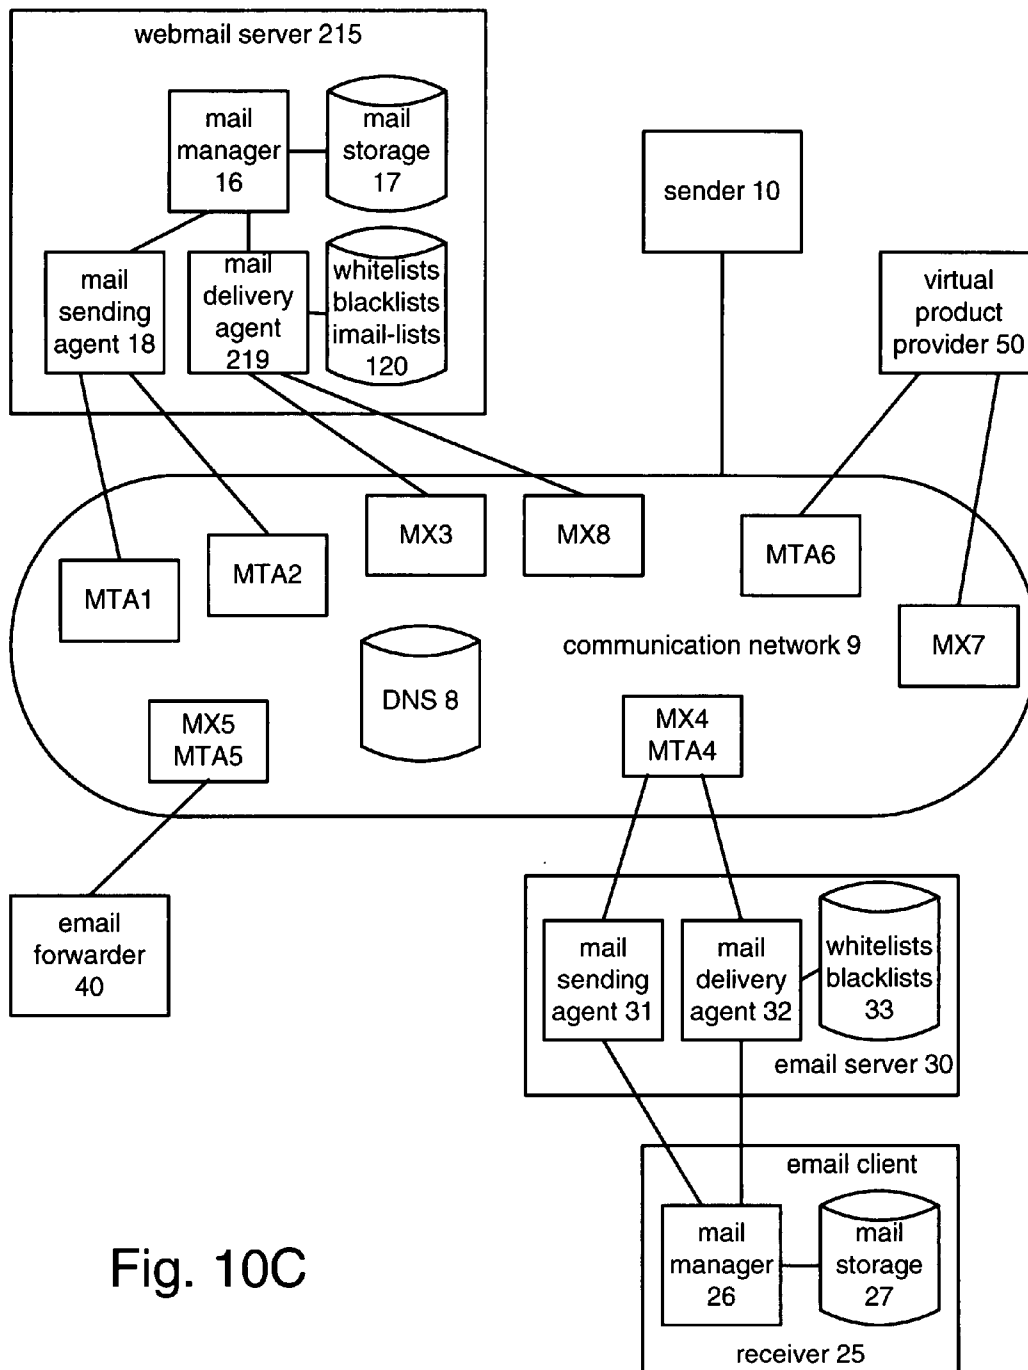 webmail server 215
mail
manager
16
mail
storage
17
mail
sending
agent 18
mail
delivery
agent
219
whitelists
blacklists
imail-lists
120
sender 10
virtual
product
provider 50
MTA1
MTA2
MX3
MX8
MTA6
MX7
communication network 9
DNS 8
MX5
MTA5
MX4
MTA4
email
forwarder
40
mail
sending
agent 31
mail
delivery
agent 32
whitelists
blacklists
33
email server 30
email client
mail
manager
26
mail
storage
27
receiver 25
Fig. 10C